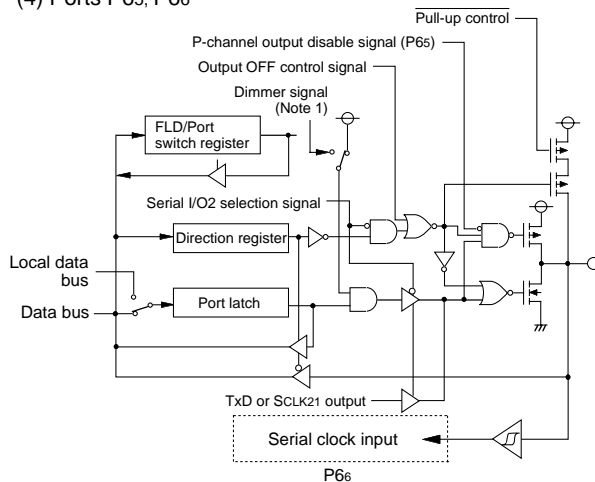 (4) Ports P65, P66
Pull-up control
P-channel output disable signal (P65)
Output OFF control signal
Dimmer signal
(Note 1)
FLD/Port
switch register
Serial I/O2 selection signal
Direction register
Local data
bus
Port latch
Data bus
TxD or SCLK21 output
Serial clock input
P66